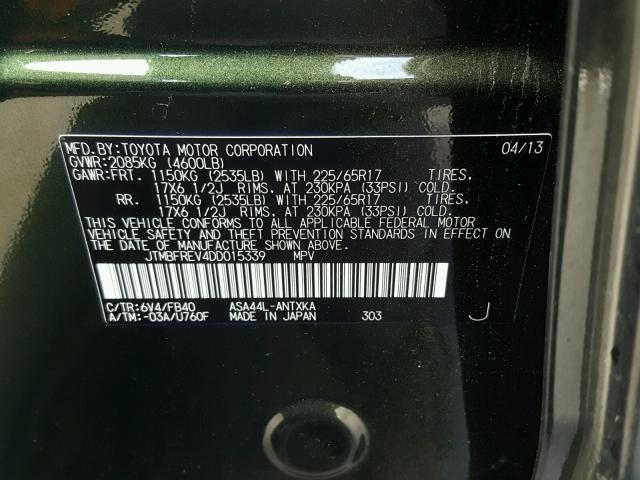 MFD.BY:TOYOTA MOTOR CORPORATION 04/13
GVWR:2085KG (4600LB)
GAWR:FRT. 1150KG (2535LB) WITH 225/65R17 TIRES.
17X6 1/2J RIMS. AT 230KPA (33PSI) COLD.
RR. 1150KG (2535LB) WITH 225/65R17 TIRES.
17X6 1/2J RIMS. AT 230KPA (33PSI) COLD.
THIS VEHICLE CONFORMS TO ALL APPLICABLE FEDERAL MOTOR
VEHICLE SAFETY AND THEFT PREVENTION STANDARDS IN EFFECT ON
THE DATE OF MANUFACTURE SHOWN ABOVE.
JTMBFREV4DD015339 MPV
C/TR:6V4/FB40 ASA44L-ANTXKA
A/TM:-03A/U760F MADE IN JAPAN 303 J